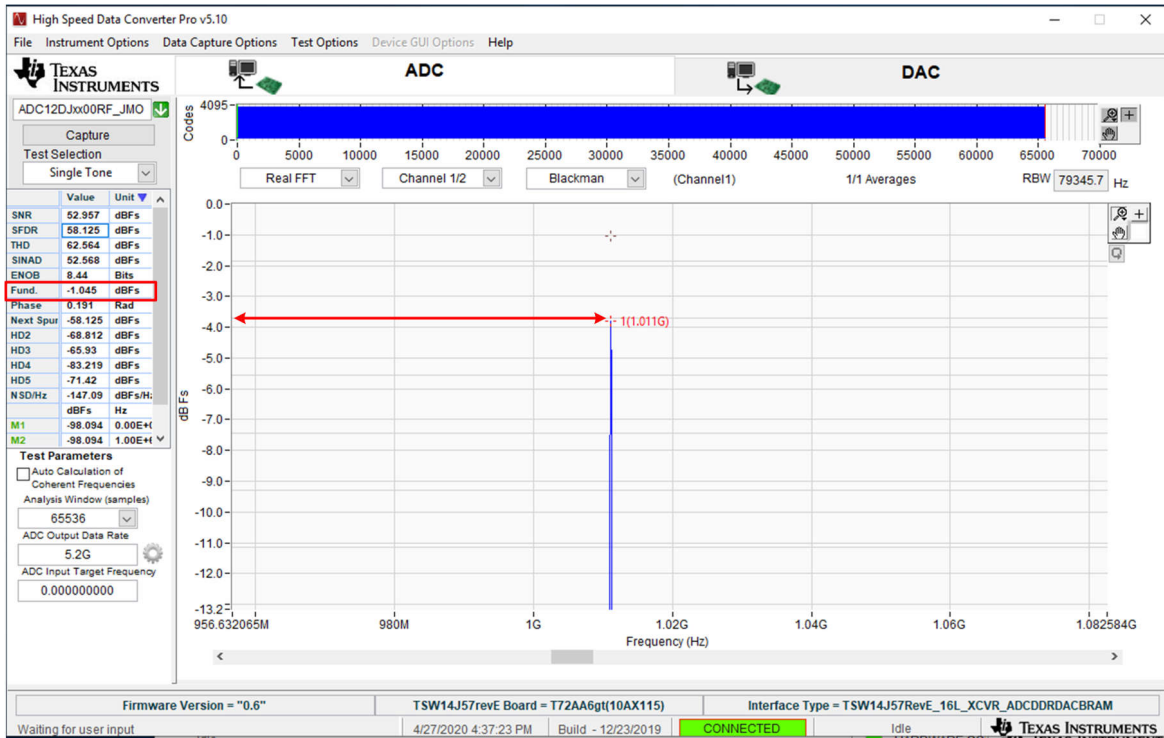 High Speed Data Converter Pro v5.10
File Instrument Options Data Capture Options Test Options Device GUI Options Help
TEXAS INSTRUMENTS
ADC
DAC
ADC12DJxx00RF_JMO
Capture
Test Selection
Single Tone
Value Unit
SNR 52.957 dBFs
SFDR 58.125 dBFs
THD 62.564 dBFs
SINAD 52.568 dBFs
ENOB 8.44 Bits
Fund. -1.045 dBFs
Phase 0.191 Rad
Next Spur -58.125 dBFs
HD2 -68.812 dBFs
HD3 -65.93 dBFs
HD4 -83.219 dBFs
HD5 -71.42 dBFs
NSD/Hz -147.09 dBFs/Hz
dBFs Hz
M1 -98.094 0.00E+0
M2 -98.094 1.00E+6
Test Parameters
Auto Calculation of
Coherent Frequencies
Analysis Window (samples)
65536
ADC Output Data
Rate
5.2G
ADC Input Target Frequency
0.000000000
Codes
4095
0
0 5000 10000 15000 20000 25000 30000 35000 40000 45000 50000 55000 60000 65000 70000
Real FFT Channel 1/2 Blackman (Channel1) 1/1 Averages RBW 79345.7 Hz
0.0
-1.0
-2.0
-3.0
-4.0
-5.0
-6.0
-7.0
-8.0
-9.0
-10.0
-11.0
-12.0
-13.2
dB Fs
1(1.011G)
956.632065M 980M 1G 1.02G 1.04G 1.06G 1.082584G
Frequency (Hz)
Firmware Version = "0.6" TSW14J57revE Board = T72AA6gt(10AX115) Interface Type = TSW14J57RevE_16L_XCVR_ADCDDRDACBRAM
Waiting for user input 4/27/2020 4:37:23 PM Build - 12/23/2019 CONNECTED Idle TEXAS INSTRUMENTS